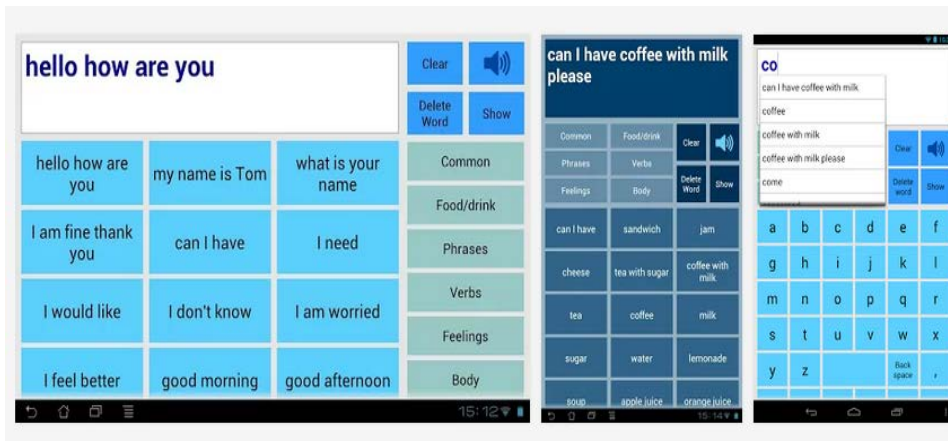 hello how are you
Clear
Delete
Word
Show
hello how are
you
my name is Tom
what is your
name
Common
Food/drink
I am fine thank
you
can I have
I need
Phrases
Verbs
I would like
I don't know
I am worried
Feelings
I feel better
good morning
good afternoon
Body
15:12
can I have coffee with milk
please
Common
Food/drink
Clear
Phrases
Verbs
Delete
Word
Show
Feelings
Body
can I have
sandwich
jam
cheese
tea with sugar
coffee with
milk
tea
coffee
milk
sugar
water
lemonade
soup
apple juice
orange juice
15:14
co
can I have coffee with milk
coffee
coffee with milk
coffee with milk please
come
Clear
Delete
word
Show
a b c d e f
g h i j k l
m n o p q r
s t u v w x
y z
Back
space
,